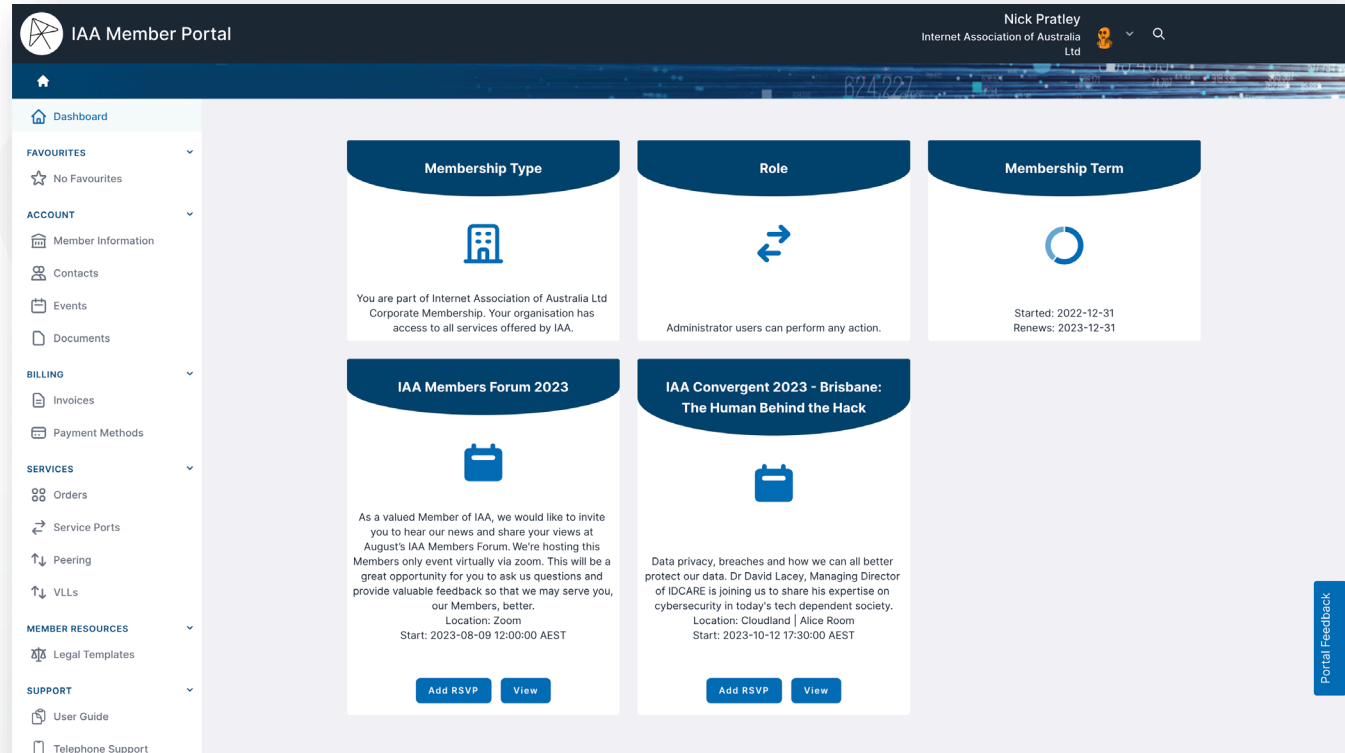 IAA Member Portal
Nick Pratley
Internet Association of Australia
Ltd
624,227
Dashboard
FAVOURITES
No Favourites
ACCOUNT
Member Information
Contacts
Events
Documents
BILLING
Invoices
Payment Methods
SERVICES
Orders
Service Ports
Peering
VLLs
MEMBER RESOURCES
Legal Templates
SUPPORT
User Guide
Telephone Support
Membership Type
You are part of Internet Association of Australia Ltd
Corporate Membership. Your organisation has
access to all services offered by IAA.
Role
Administrator users can perform any action.
Membership Term
Started: 2022-12-31
Renews: 2023-12-31
IAA Members Forum 2023
As a valued Member of IAA, we would like to invite
you to hear our news and share your views at
August's IAA Members Forum. We're hosting this
Members only event virtually via zoom. This will be a
great opportunity for you to ask us questions and
provide valuable feedback so that we may serve you,
our Members, better.
Location: Zoom
Start: 2023-08-09 12:00:00 AEST
Add RSVP
View
IAA Convergent 2023 - Brisbane:
The Human Behind the Hack
Data privacy, breaches and how we can all better
protect our data. Dr David Lacey, Managing Director
of IDCARE is joining us to share his expertise on
cybersecurity in today's tech dependent society.
Location: Cloudland | Alice Room
Start: 2023-10-12 17:30:00 AEST
Add RSVP
View
Portal Feedback